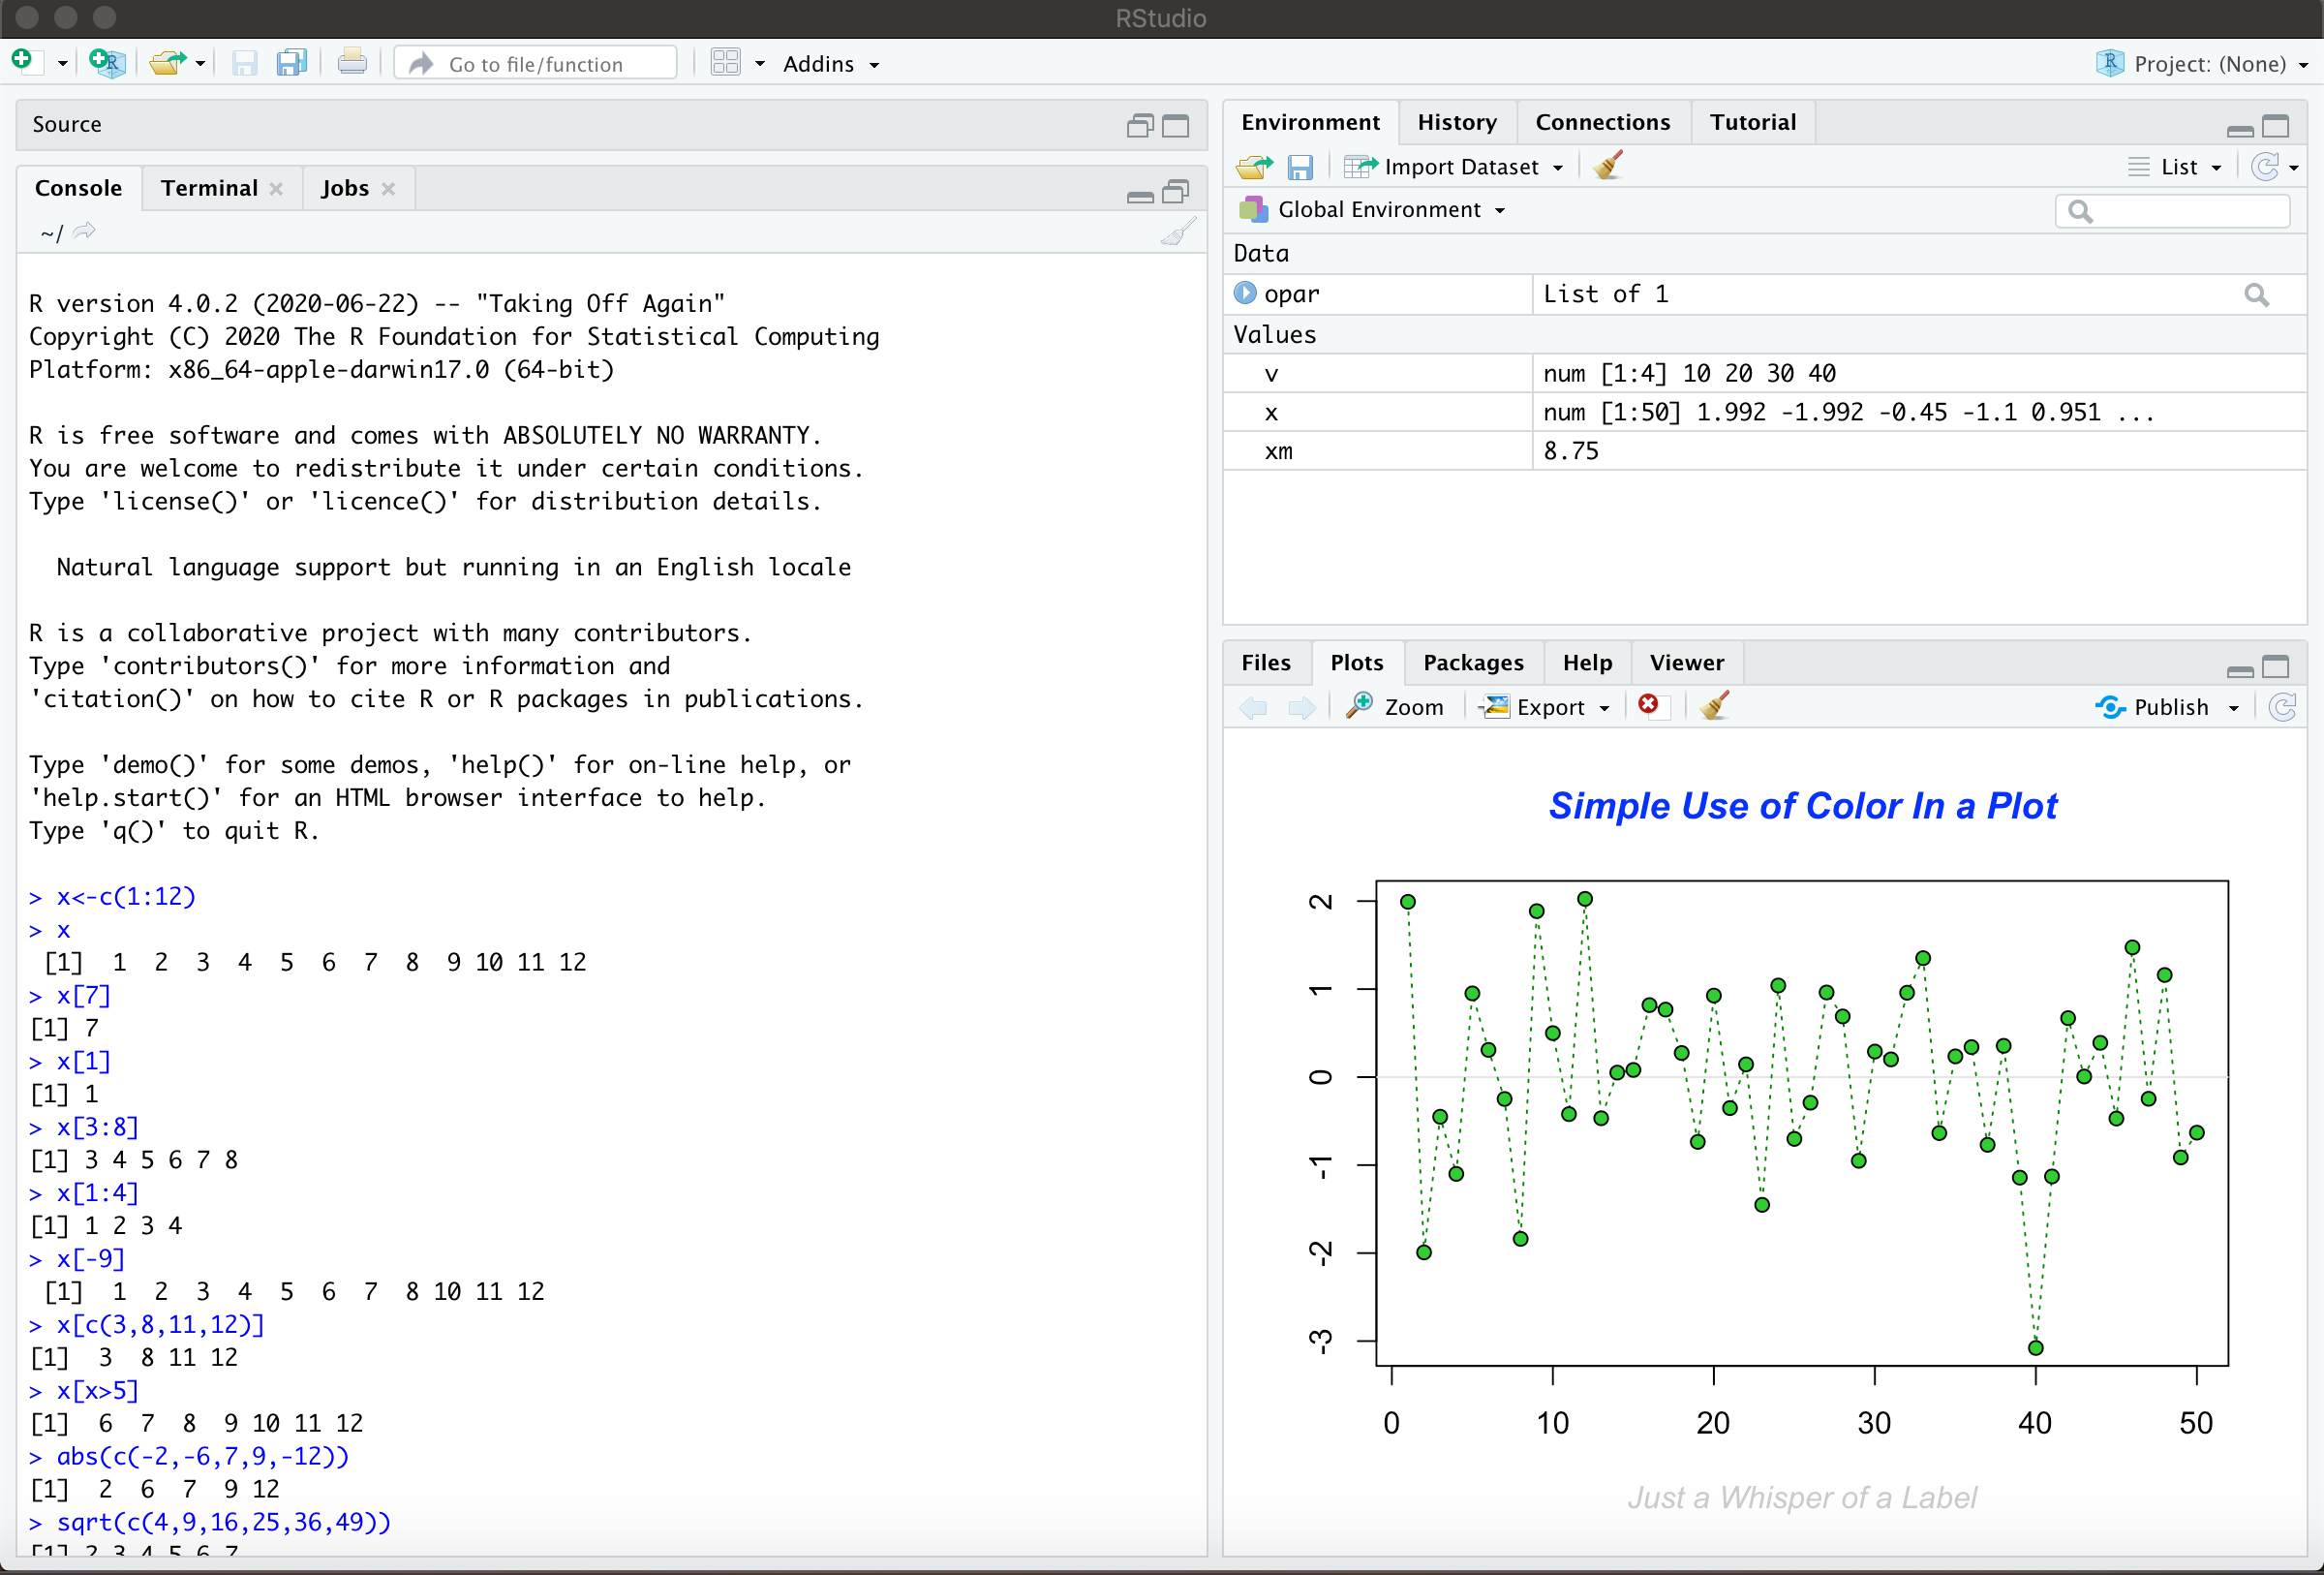 RStudio
Go to file/function
Addins
Project: (None)
Source
Console Terminal Jobs
~/
R version 4.0.2 (2020-06-22) -- "Taking Off Again"
Copyright (C) 2020 The R Foundation for Statistical Computing
Platform: x86_64-apple-darwin17.0 (64-bit)
R is free software and comes with ABSOLUTELY NO WARRANTY.
You are welcome to redistribute it under certain conditions.
Type 'license()' or 'licence()' for distribution details.
Natural language support but running in an English locale
R is a collaborative project with many contributors.
Type 'contributors()' for more information and
'citation()' on how to cite R or R packages in publications.
Type 'demo()' for some demos, 'help()' for on-line help, or
'help.start()' for an HTML browser interface to help.
Type 'q()' to quit R.
> x<-c(1:12)
> x
[1] 1 2 3 4 5 6 7 8 9 10 11 12
> x[7]
[1] 7
> x[1]
[1] 1
> x[3:8]
[1] 3 4 5 6 7 8
> x[1:4]
[1] 1 2 3 4
> x[-9]
[1] 1 2 3 4 5 6 7 8 10 11 12
> x[c(3,8,11,12)]
[1] 3 8 11 12
> x[x>5]
[1] 6 7 8 9 10 11 12
> abs(c(-2,-6,7,9,-12))
[1] 2 6 7 9 12
> sqrt(c(4,9,16,25,36,49))
[1] 2 3 4 5 6 7
Environment History Connections Tutorial
Import Dataset List
Global Environment
Data
opar List of 1
Values
v num [1:4] 10 20 30 40
x num [1:50] 1.992 -1.992 -0.45 -1.1 0.951 ...
xm 8.75
Files Plots Packages Help Viewer
Zoom Export Publish
Simple Use of Color In a Plot
2
1
0
-1
-2
-3
0 10 20 30 40 50
Just a Whisper of a Label